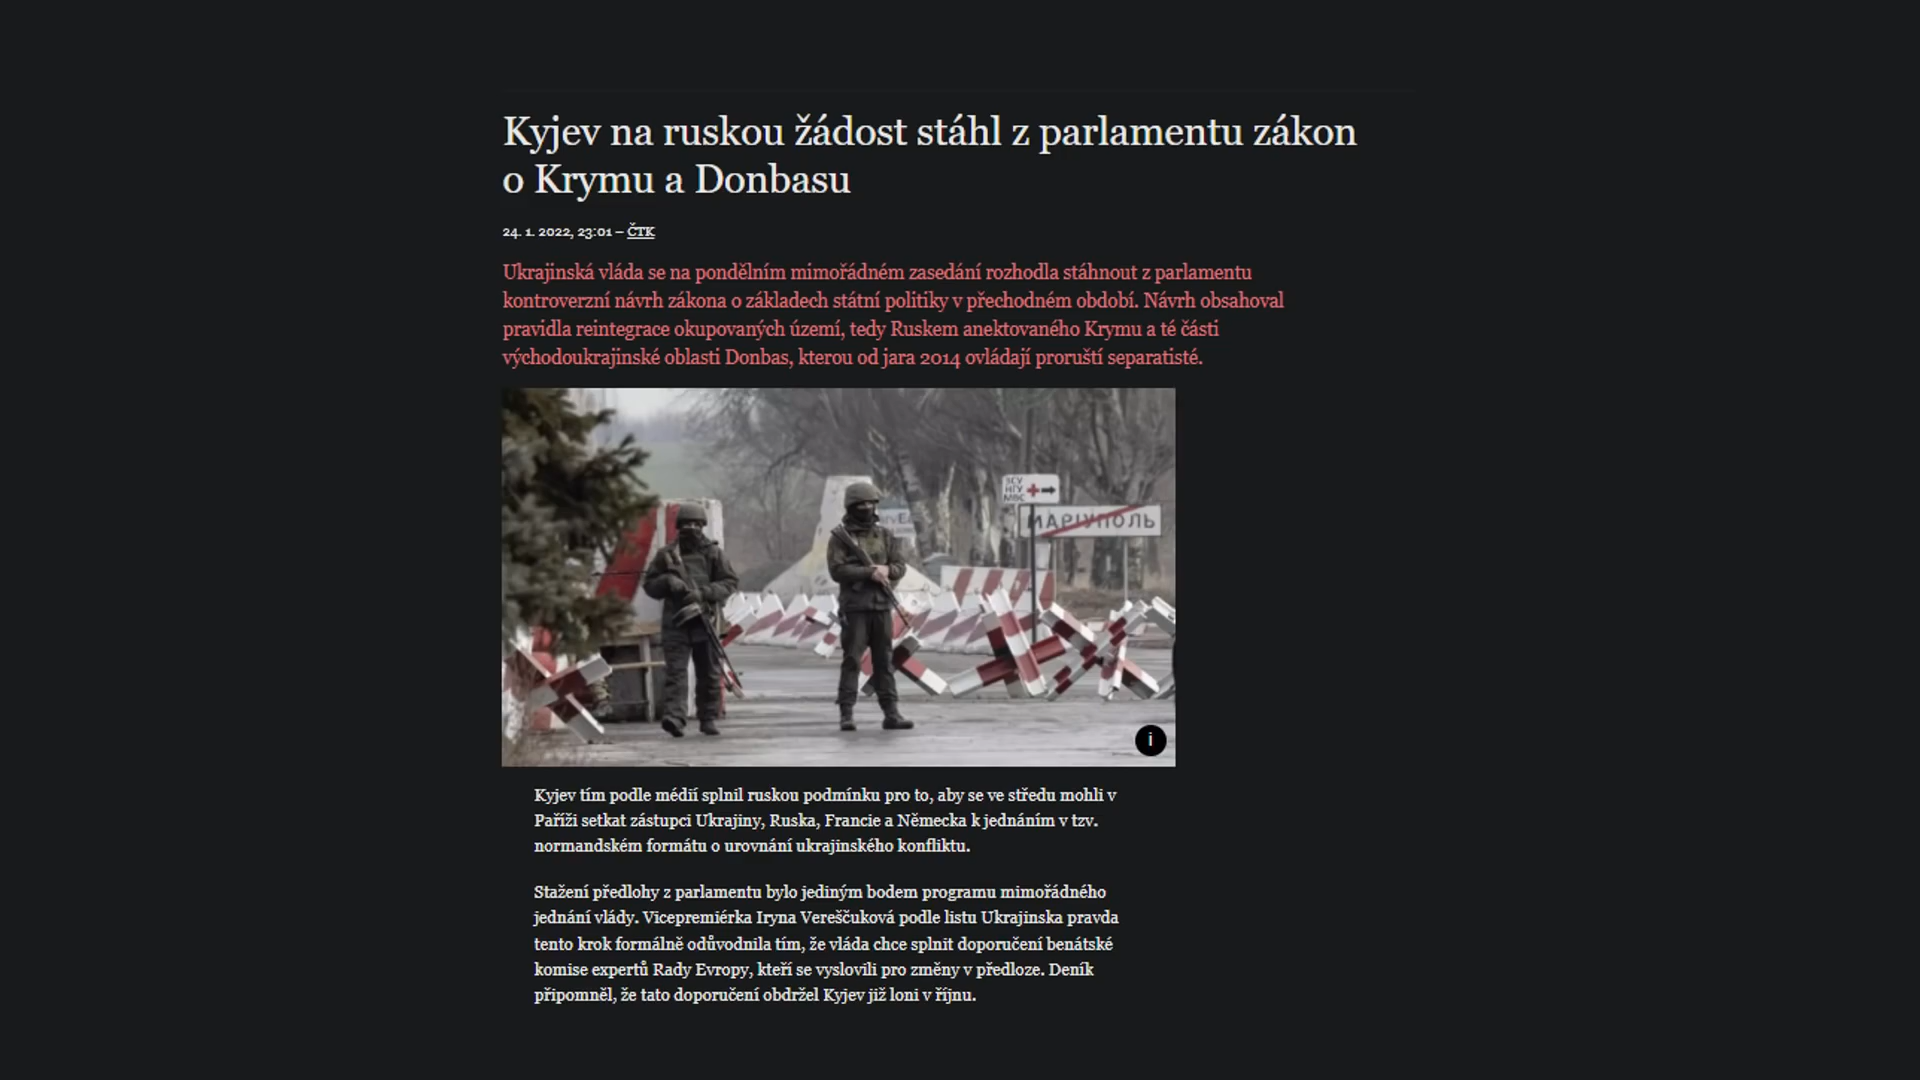 Kyjev na ruskou žádost stáhl z parlamentu zákon
o Krymu a Donbasu
24. 1. 2022, 23:01 – ČTK
Ukrajinská vláda se na pondělním mimořádném zasedání rozhodla stáhnout z parlamentu
kontroverzní návrh zákona o základech státní politiky v přechodném období. Návrh obsahoval
pravidla reintegrace okupovaných území, tedy Ruskem anektovaného Krymu a té části
východoukrajinské oblasti Donbas, kterou od jara 2014 ovládají proruští separatisté.
ЗСУ
НГУ
МВС
МАРІУПОЛЬ
i
Kyjev tím podle médií splnil ruskou podmínku pro to, aby se ve středu mohli v
Paříži setkat zástupci Ukrajiny, Ruska, Francie a Německa k jednáním v tzv.
normandském formátu o urovnání ukrajinského konfliktu.
Stažení předlohy z parlamentu bylo jediným bodem programu mimořádného
jednání vlády. Vicepremiérka Iryna Vereščuková podle listu Ukrajinska pravda
tento krok formálně odůvodnila tím, že vláda chce splnit doporučení benátské
komise expertů Rady Evropy, kteří se vyslovili pro změny v předloze. Deník
připomněl, že tato doporučení obdržel Kyjev již loni v říjnu.